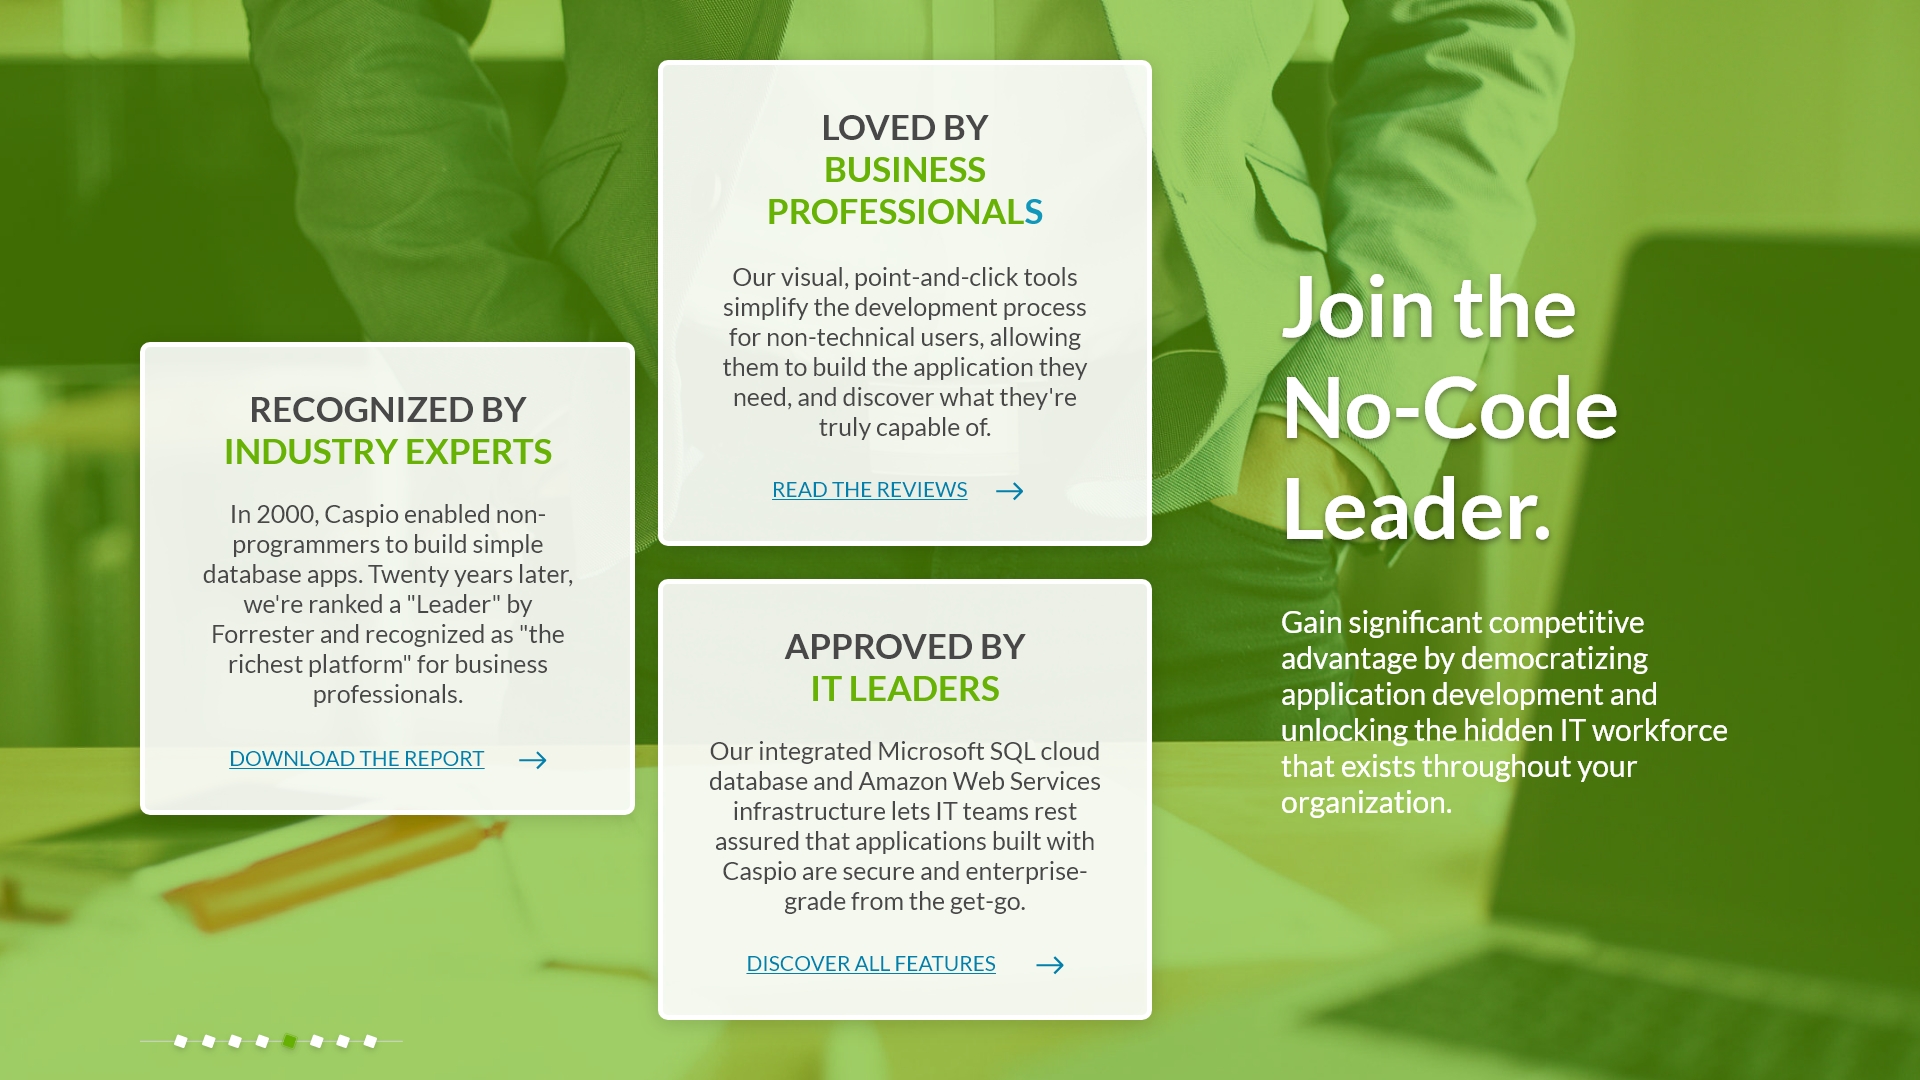 LOVED BY
BUSINESS
PROFESSIONALS
Our visual, point-and-click tools
simplify the development process
for non-technical users, allowing
them to build the application they
need, and discover what they're
truly capable of.
READ THE REVIEWS
RECOGNIZED BY
INDUSTRY EXPERTS
In 2000, Caspio enabled non-
programmers to build simple
database apps. Twenty years later,
we're ranked a "Leader" by
Forrester and recognized as "the
richest platform" for business
professionals.
DOWNLOAD THE REPORT
APPROVED BY
IT LEADERS
Our integrated Microsoft SQL cloud
database and Amazon Web Services
infrastructure lets IT teams rest
assured that applications built with
Caspio are secure and enterprise-
grade from the get-go.
DISCOVER ALL FEATURES
Join the
No-Code
Leader.
Gain significant competitive
advantage by democratizing
application development and
unlocking the hidden IT workforce
that exists throughout your
organization.